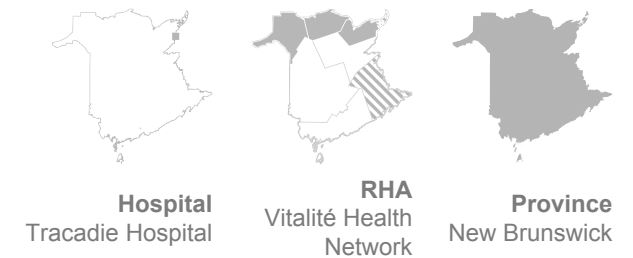 Hospital
Tracadie Hospital
RHA
Vitalité Health
Network
Province
New Brunswick